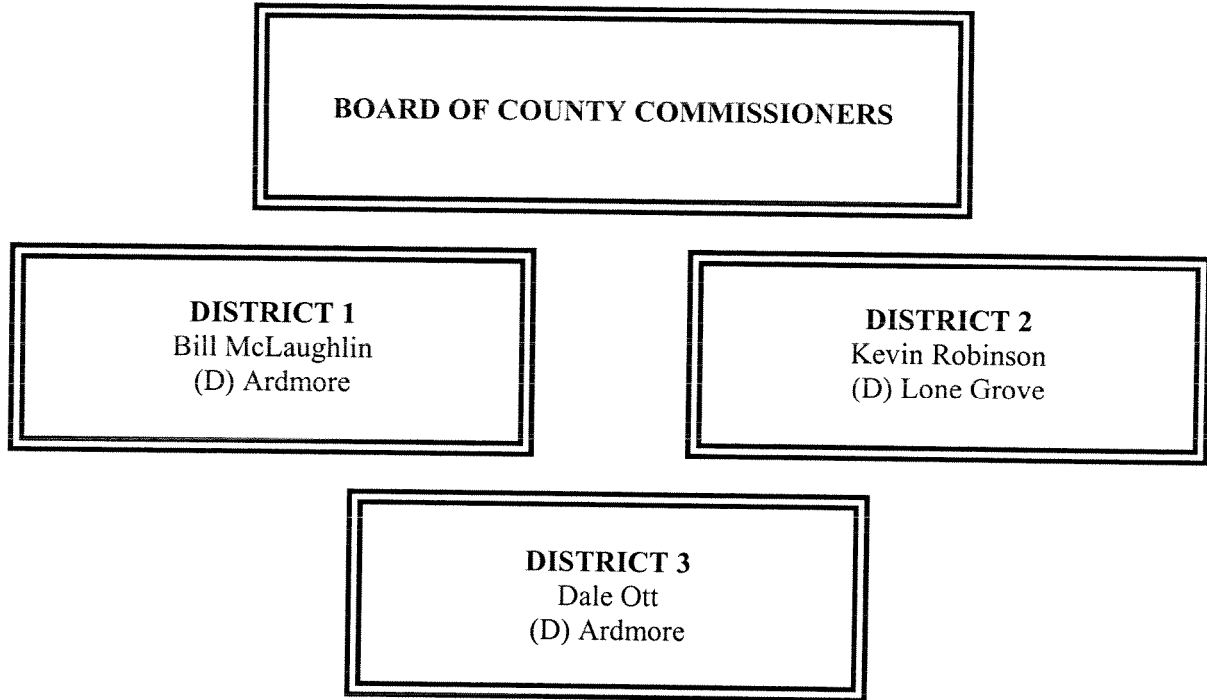 BOARD OF COUNTY COMMISSIONERS
DISTRICT 1
Bill McLaughlin
(D) Ardmore
DISTRICT 2
Kevin Robinson
(D) Lone Grove
DISTRICT 3
Dale Ott
(D) Ardmore